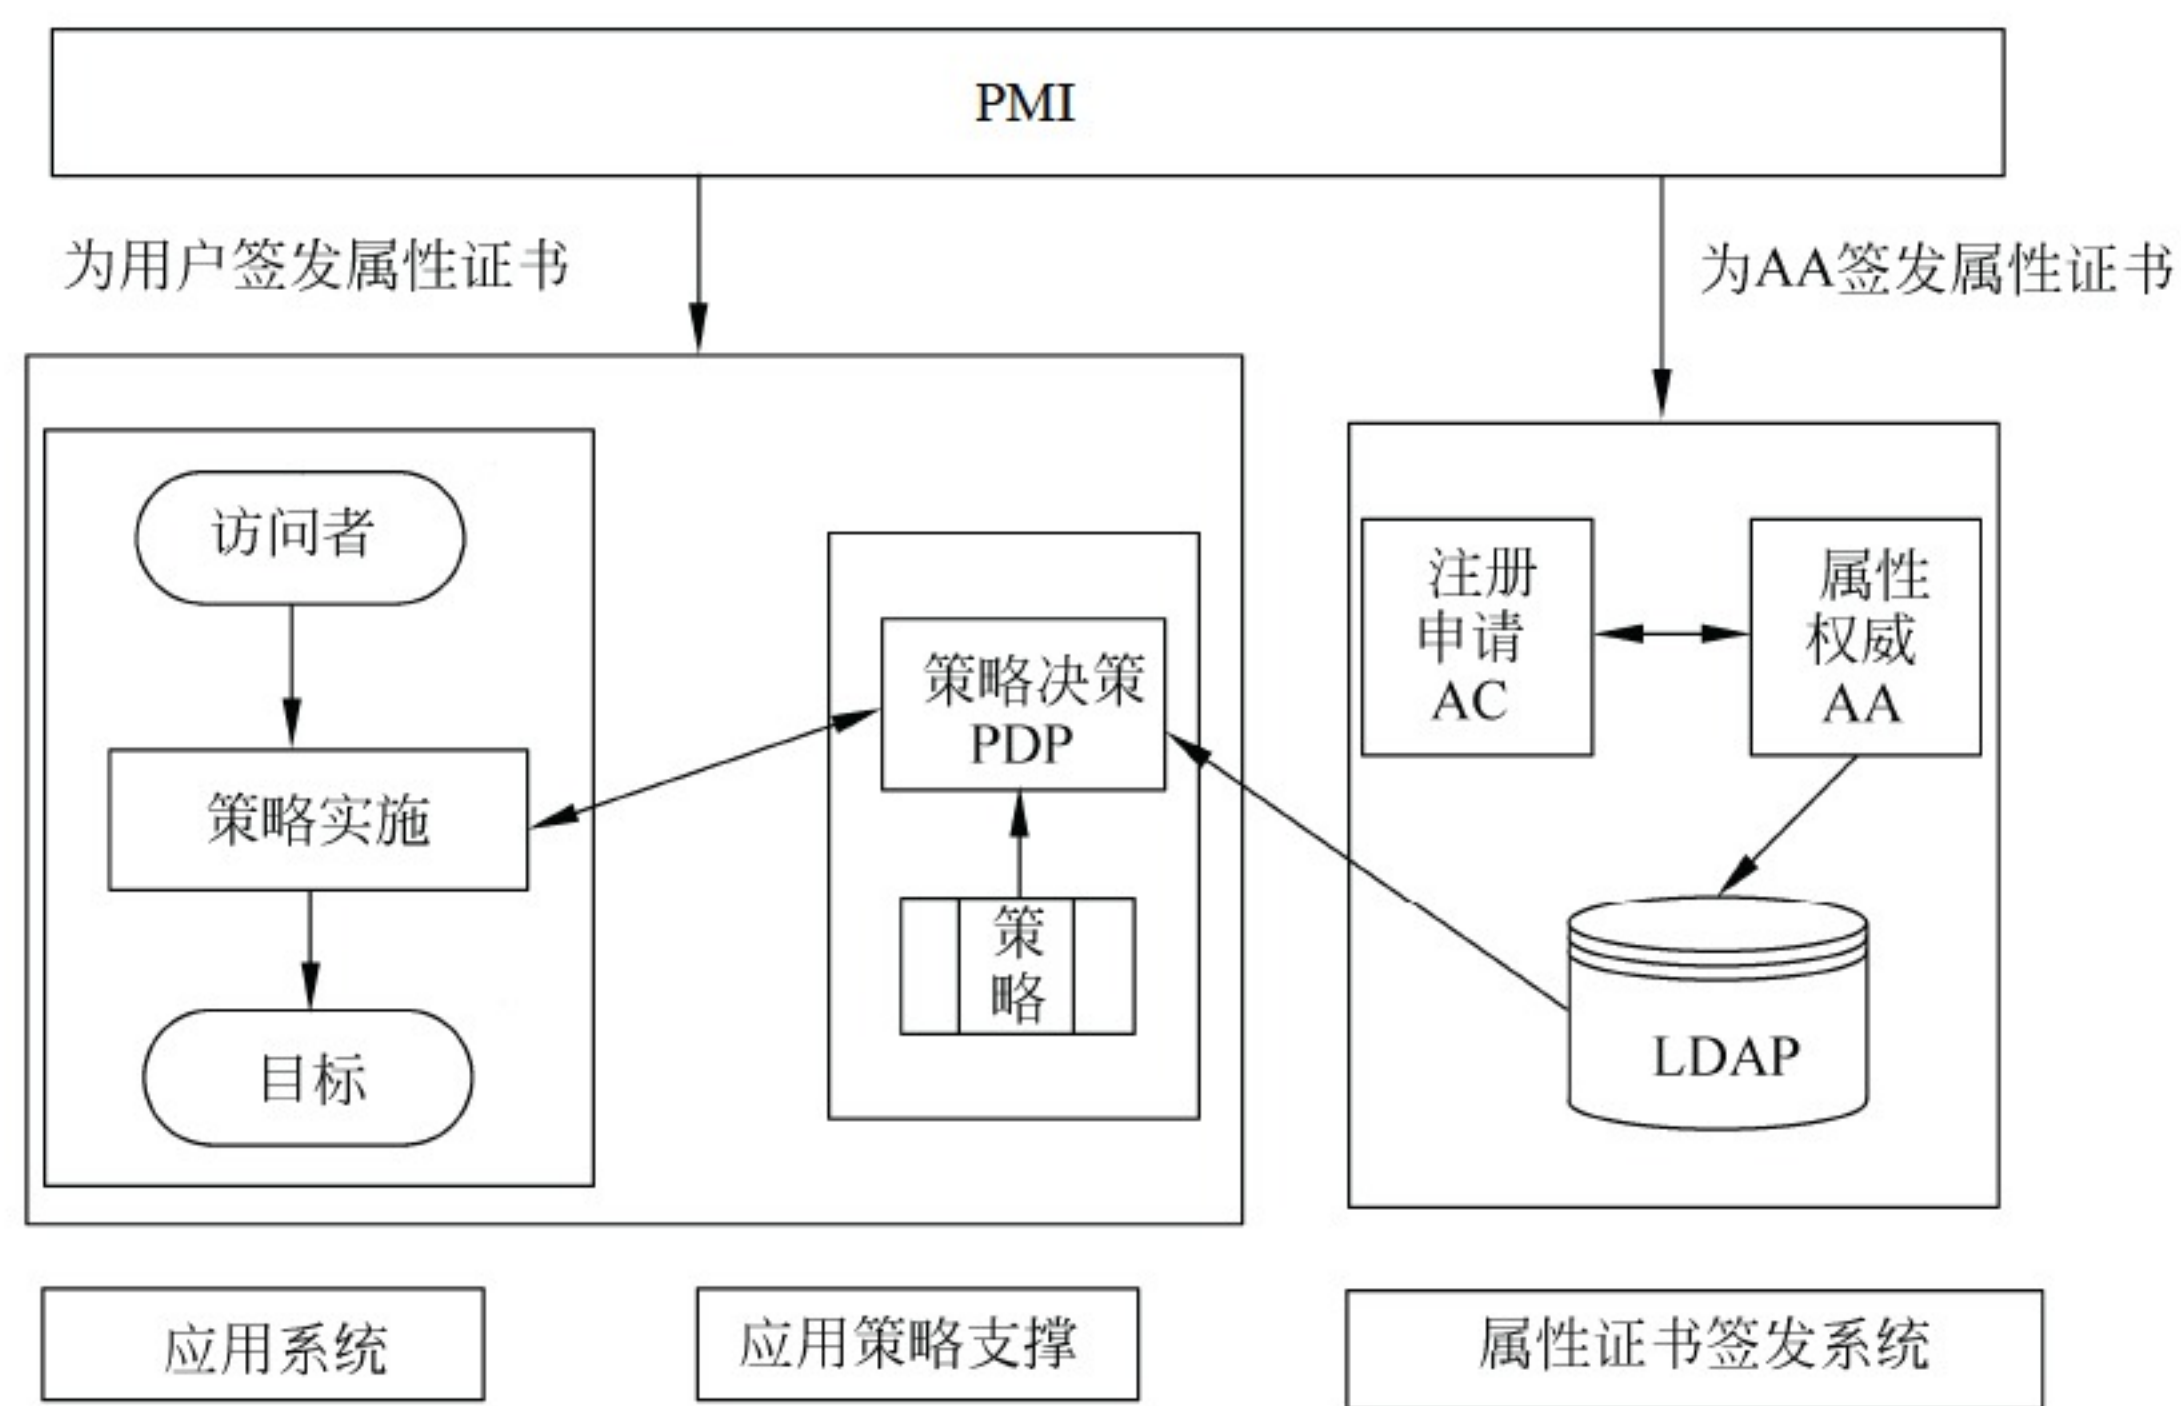 PMI
为用户签发属性证书
为AA签发属性证书
访问者
策略实施
目标
策略决策
PDP
策
略
注册
申请
AC
属性
权威
AA
LDAP
应用系统
应用策略支撑
属性证书签发系统